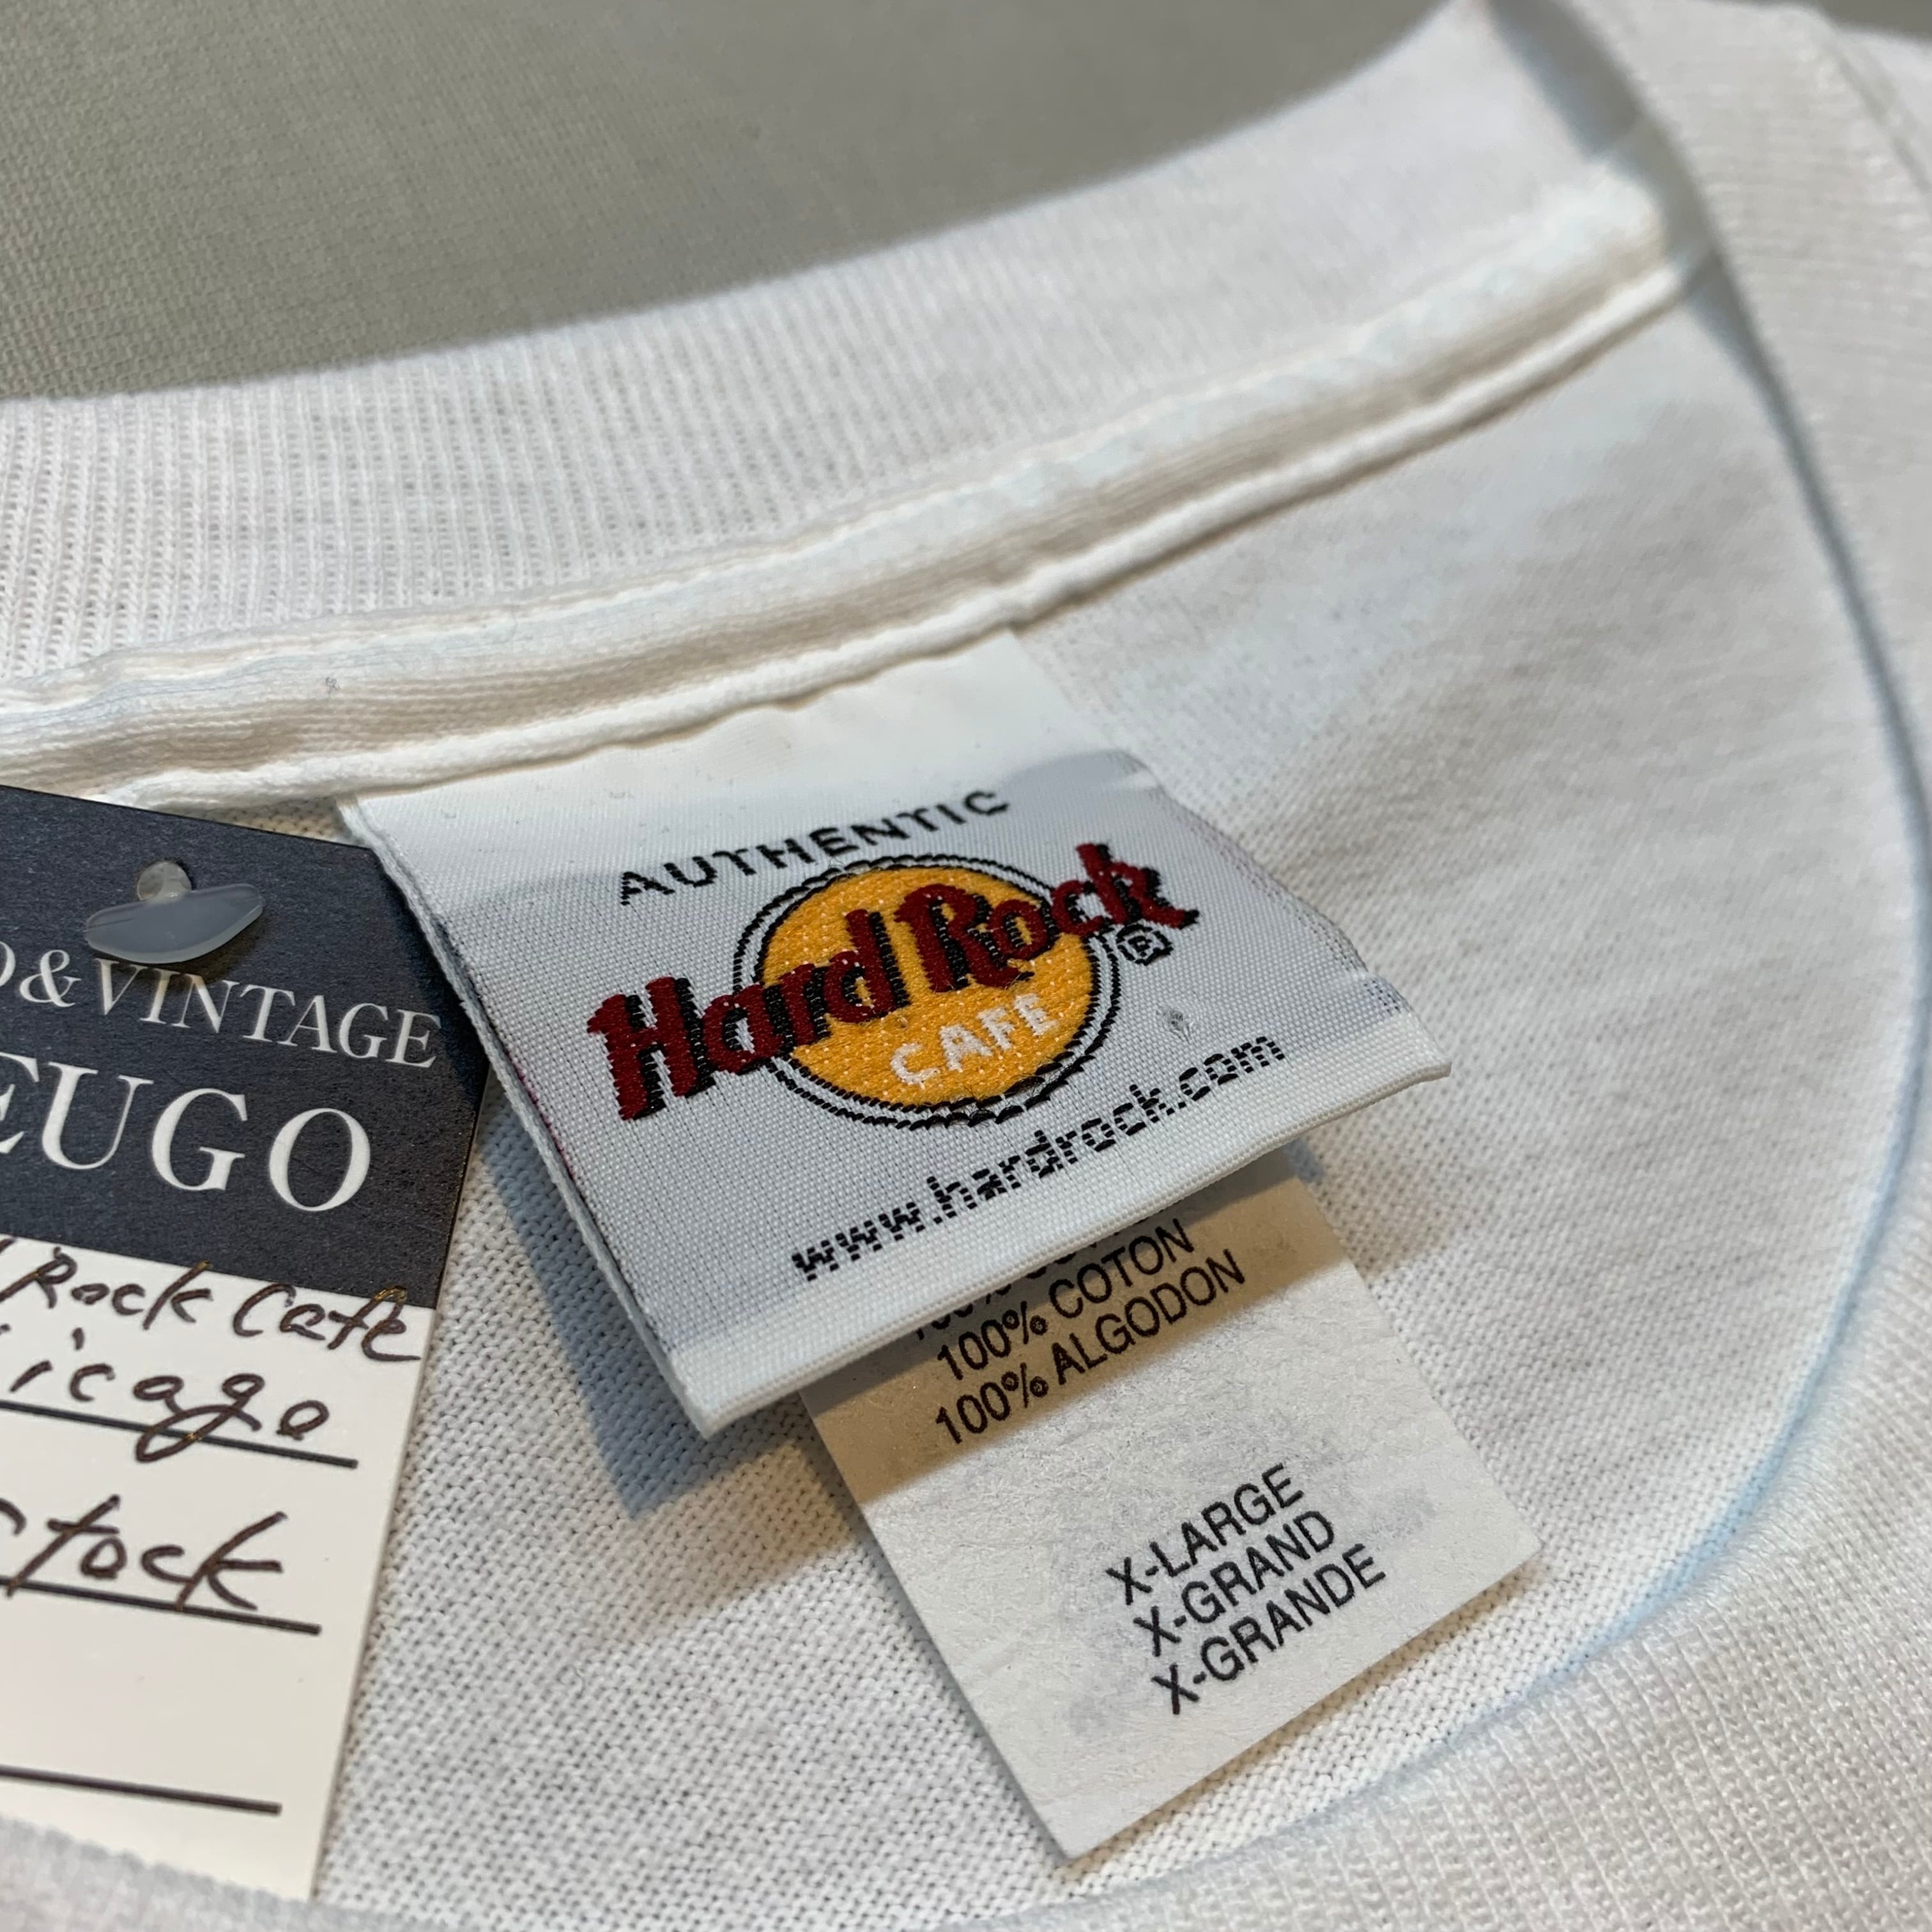 AUTHENTIC
Hard Rock
CAFE
®
www.hardrock.com
100% COTON
100% ALGODON
X-LARGE
X-GRAND
X-GRANDE
&VINTAGE
EUGO
Rock Cafe
icago
tock